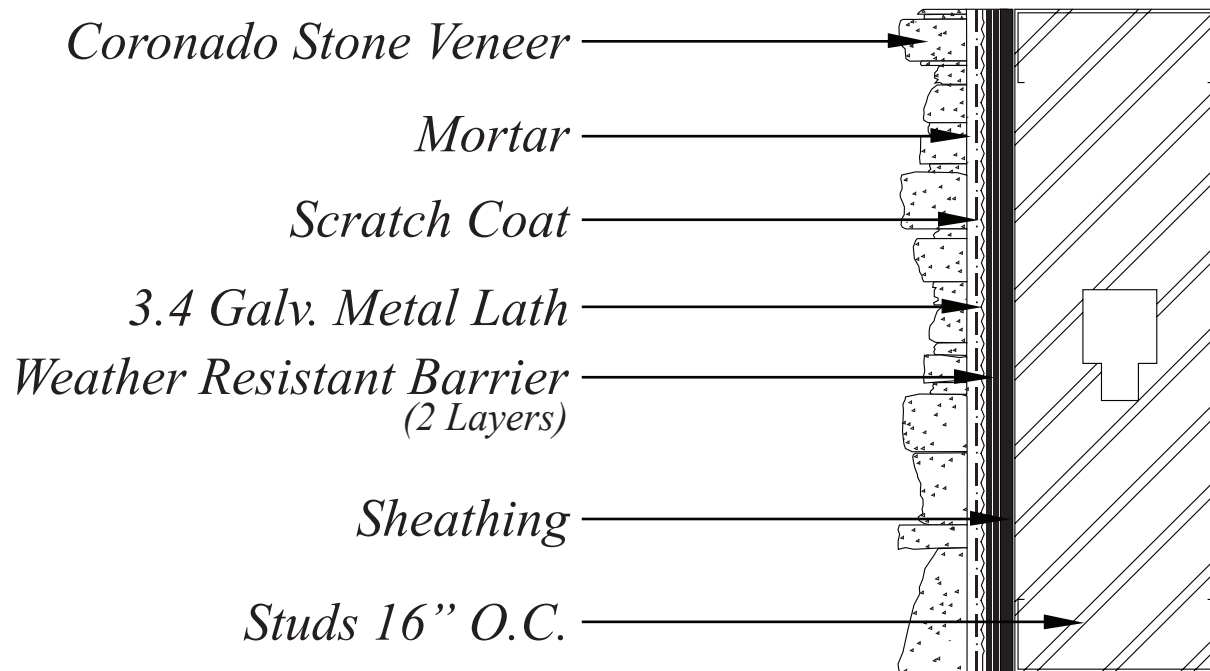 Coronado Stone Veneer
Mortar
Scratch Coat
3.4 Galv. Metal Lath
Weather Resistant Barrier
(2 Layers)
Sheathing
Studs 16” O.C.